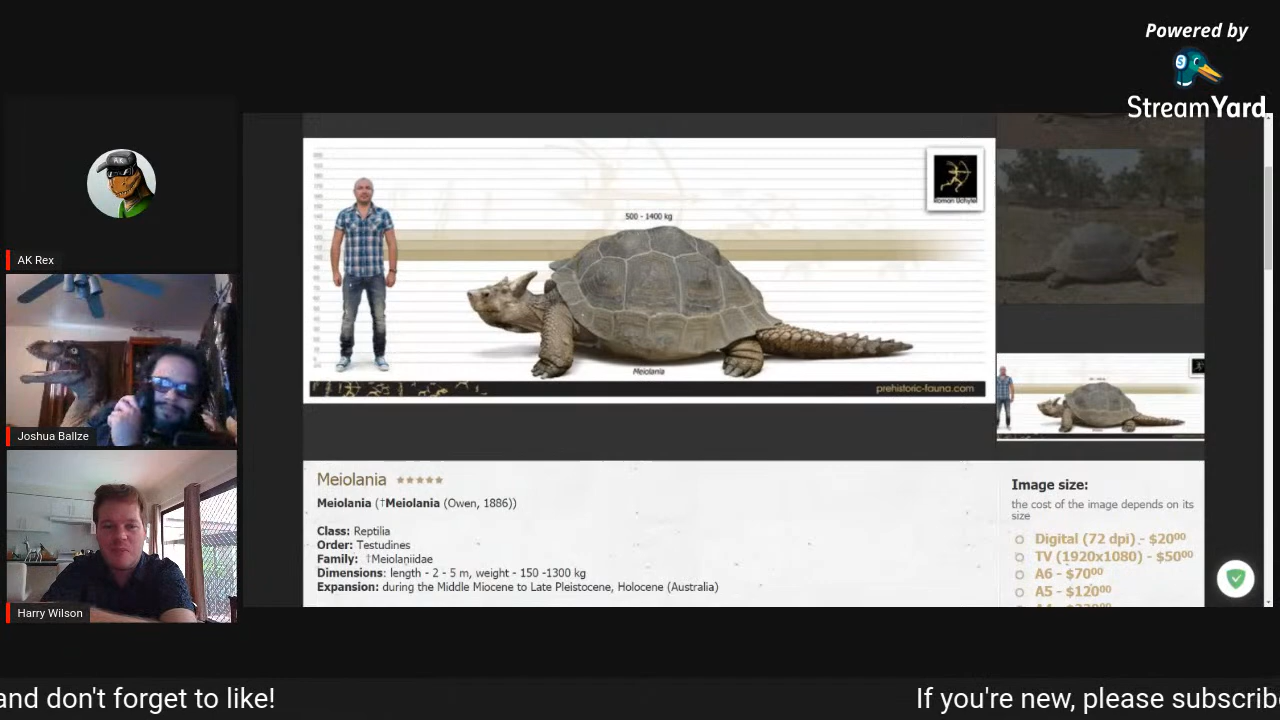 Powered by
StreamYard
AK
AK Rex
Joshua Ballze
Harry Wilson
500 - 1400 kg
Roman Uchytel
Meiolania
prehistoric-fauna.com
Meiolania
Meiolania (†Meiolania (Owen, 1886))
Class: Reptilia
Order: Testudines
Family: †Meiolaniidae
Dimensions: length - 2 - 5 m, weight - 150 -1300 kg
Expansion: during the Middle Miocene to Late Pleistocene, Holocene (Australia)
Image size:
the cost of the image depends on its
size
Digital (72 dpi) - $20⁰⁰
TV (1920x1080) - $50⁰⁰
A6 - $70⁰⁰
A5 - $120⁰⁰
and don't forget to like!
If you're new, please subscribe